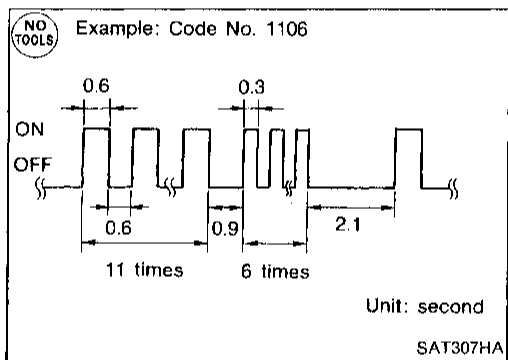 NO TOOLS Example: Code No. 1106
0.6 0.3
ON
OFF
0.6 0.9 2.1
11 times 6 times
Unit: second
SAT307HA